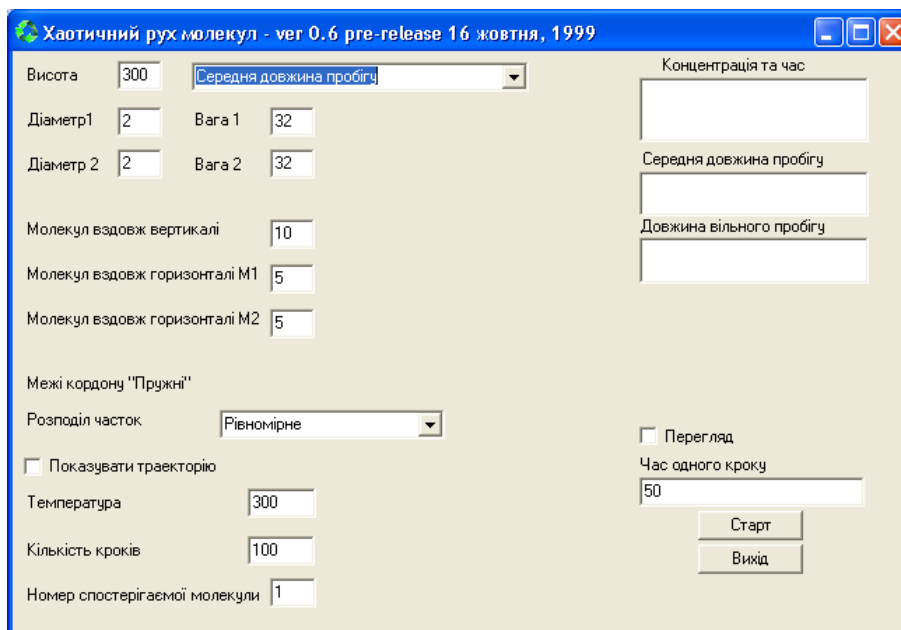 Хаотичний рух молекул - ver 0.6 pre-release 16 жовтня, 1999
Висота 300 Середня довжина пробігу
Діаметр1 2 Вага 1 32
Діаметр 2 2 Вага 2 32
Молекул вздовж вертикалі 10
Молекул вздовж горизонталі М1 5
Молекул вздовж горизонталі М2 5
Межі кордону "Пружні"
Розподіл часток Рівномірне
Показувати траекторію
Температура 300
Кількість кроків 100
Номер спостерігаємої молекули 1
Концентрація та час
Середня довжина пробігу
Довжина вільного пробігу
Перегляд
Час одного кроку
50
Старт
Вихід